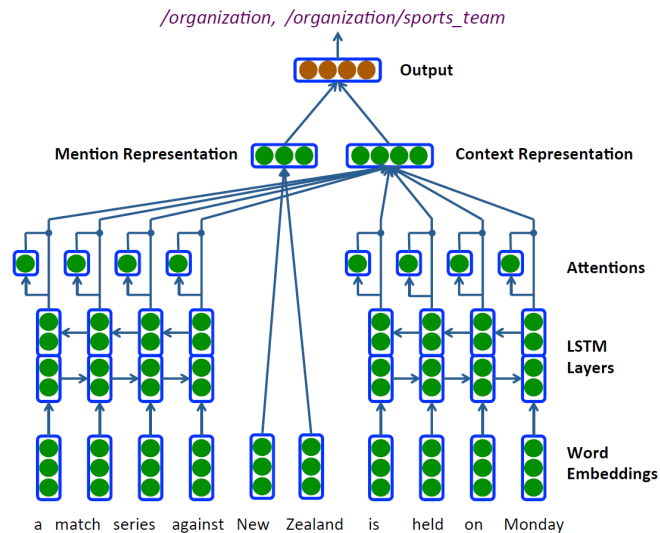 /organization, /organization/sports_team
Output
Mention Representation
Context Representation
Attentions
LSTM
Layers
Word
Embeddings
a match series against New Zealand is held on Monday